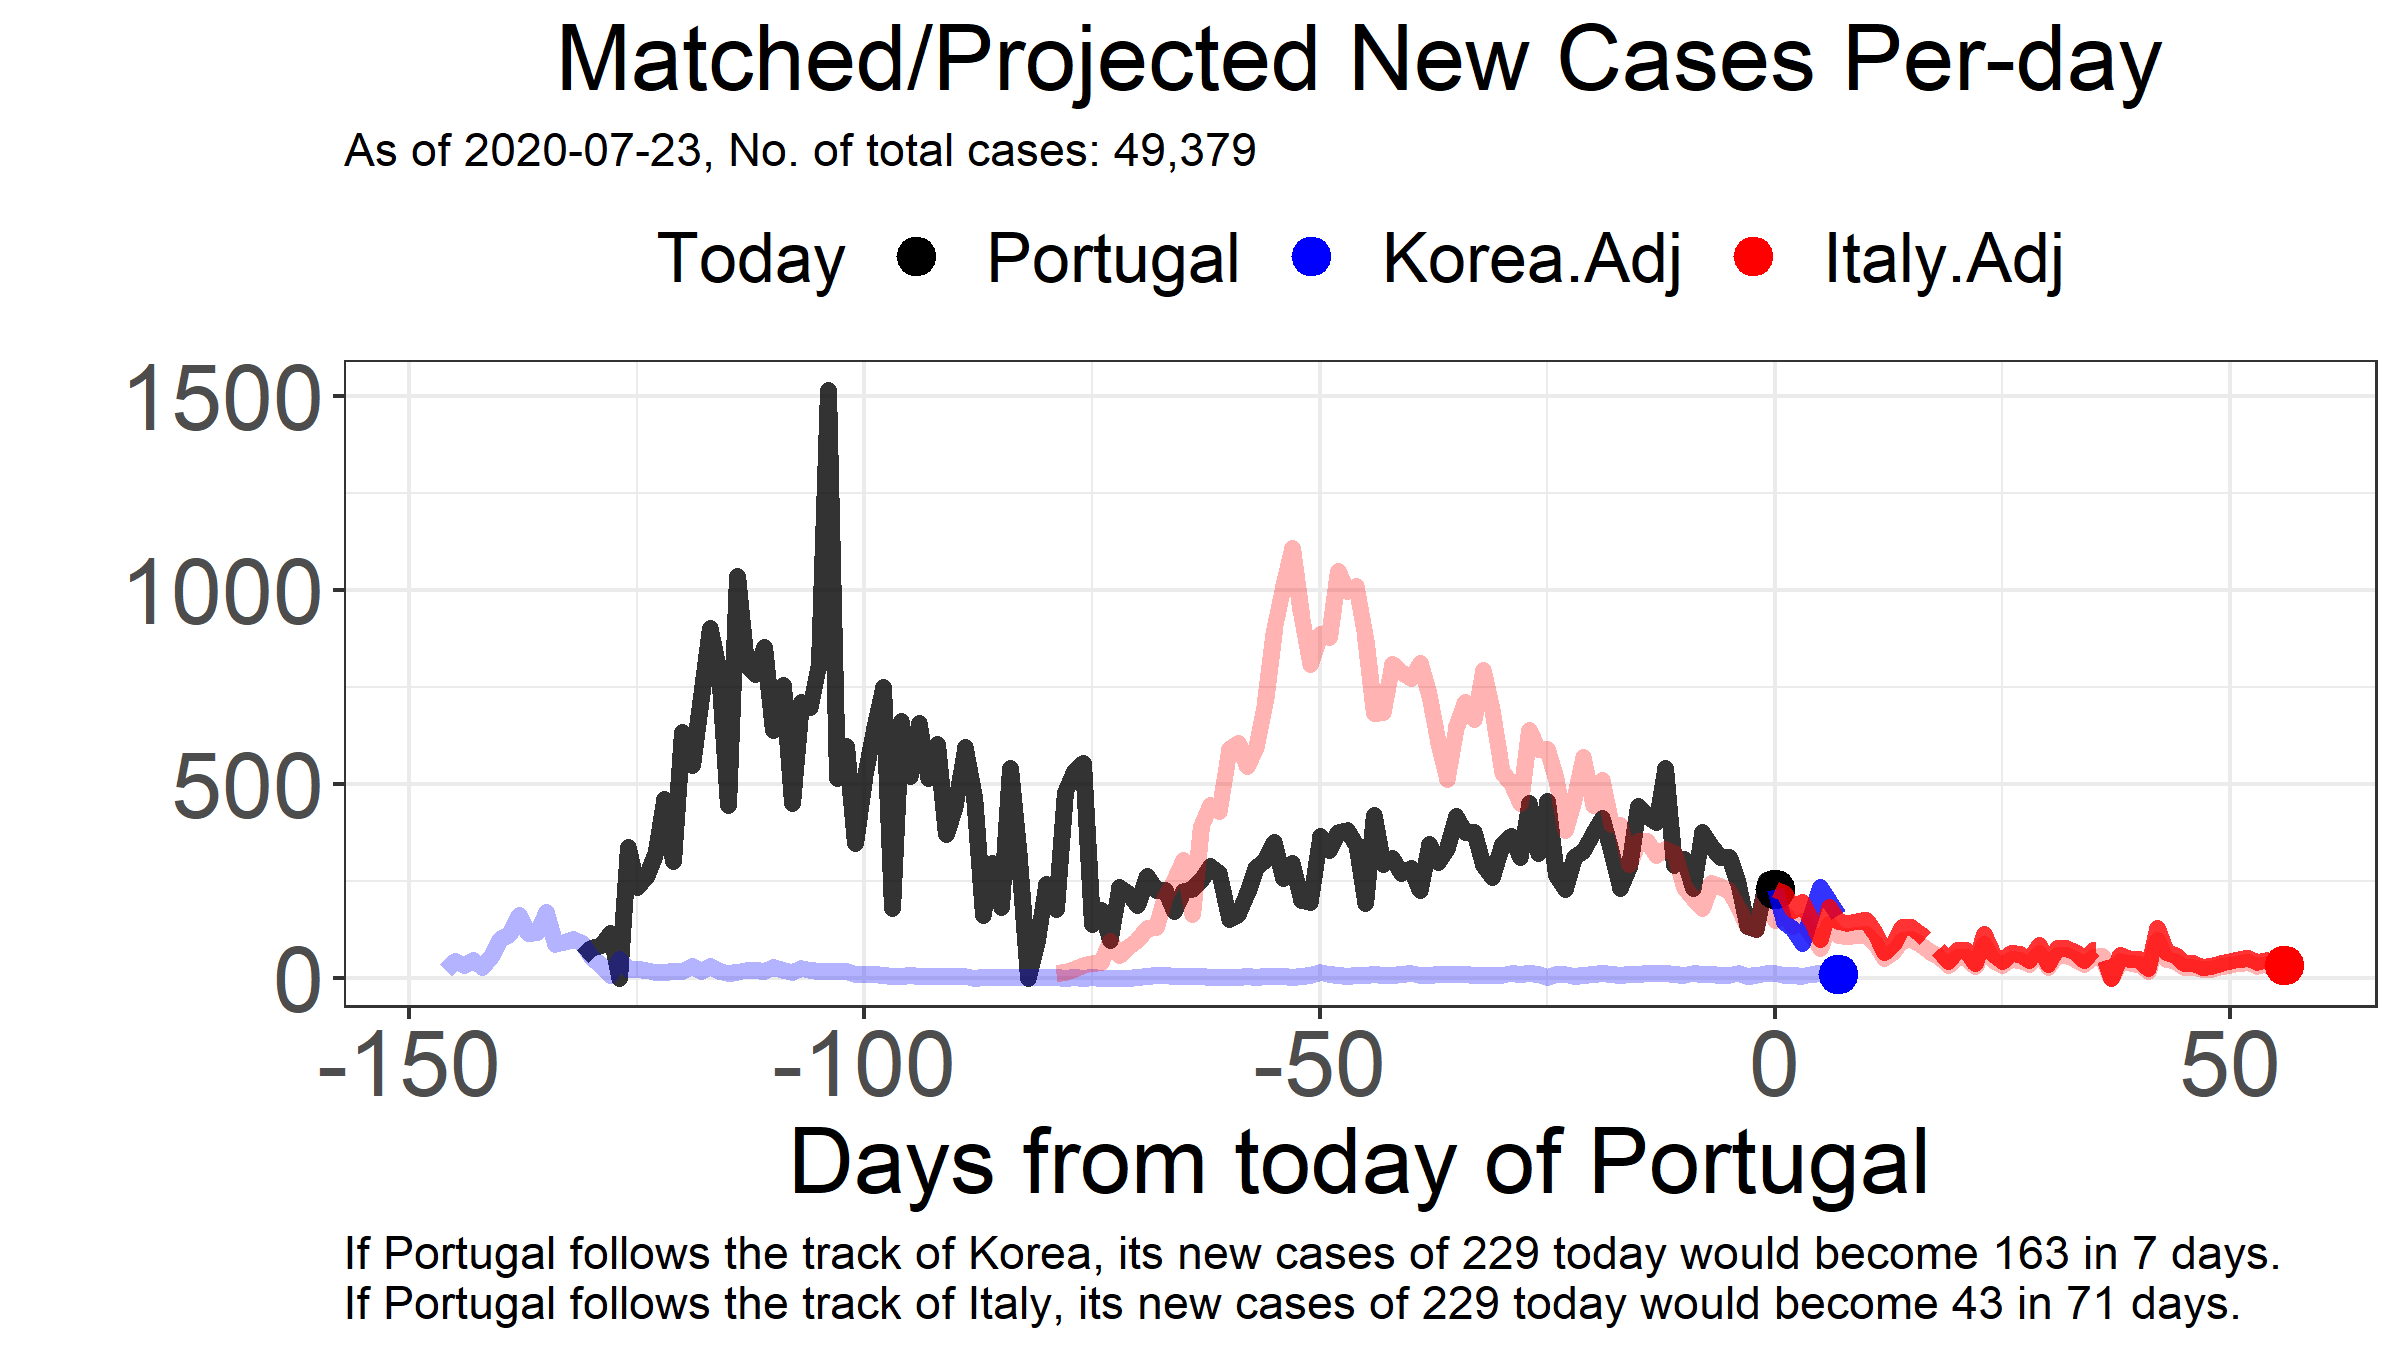 Matched/Projected New Cases Per-day
As of 2020-07-23, No. of total cases: 49,379
Today Portugal Korea.Adj Italy.Adj
1500
1000
500
0
-150 -100 -50 0 50
Days from today of Portugal
If Portugal follows the track of Korea, its new cases of 229 today would become 163 in 7 days.
If Portugal follows the track of Italy, its new cases of 229 today would become 43 in 71 days.